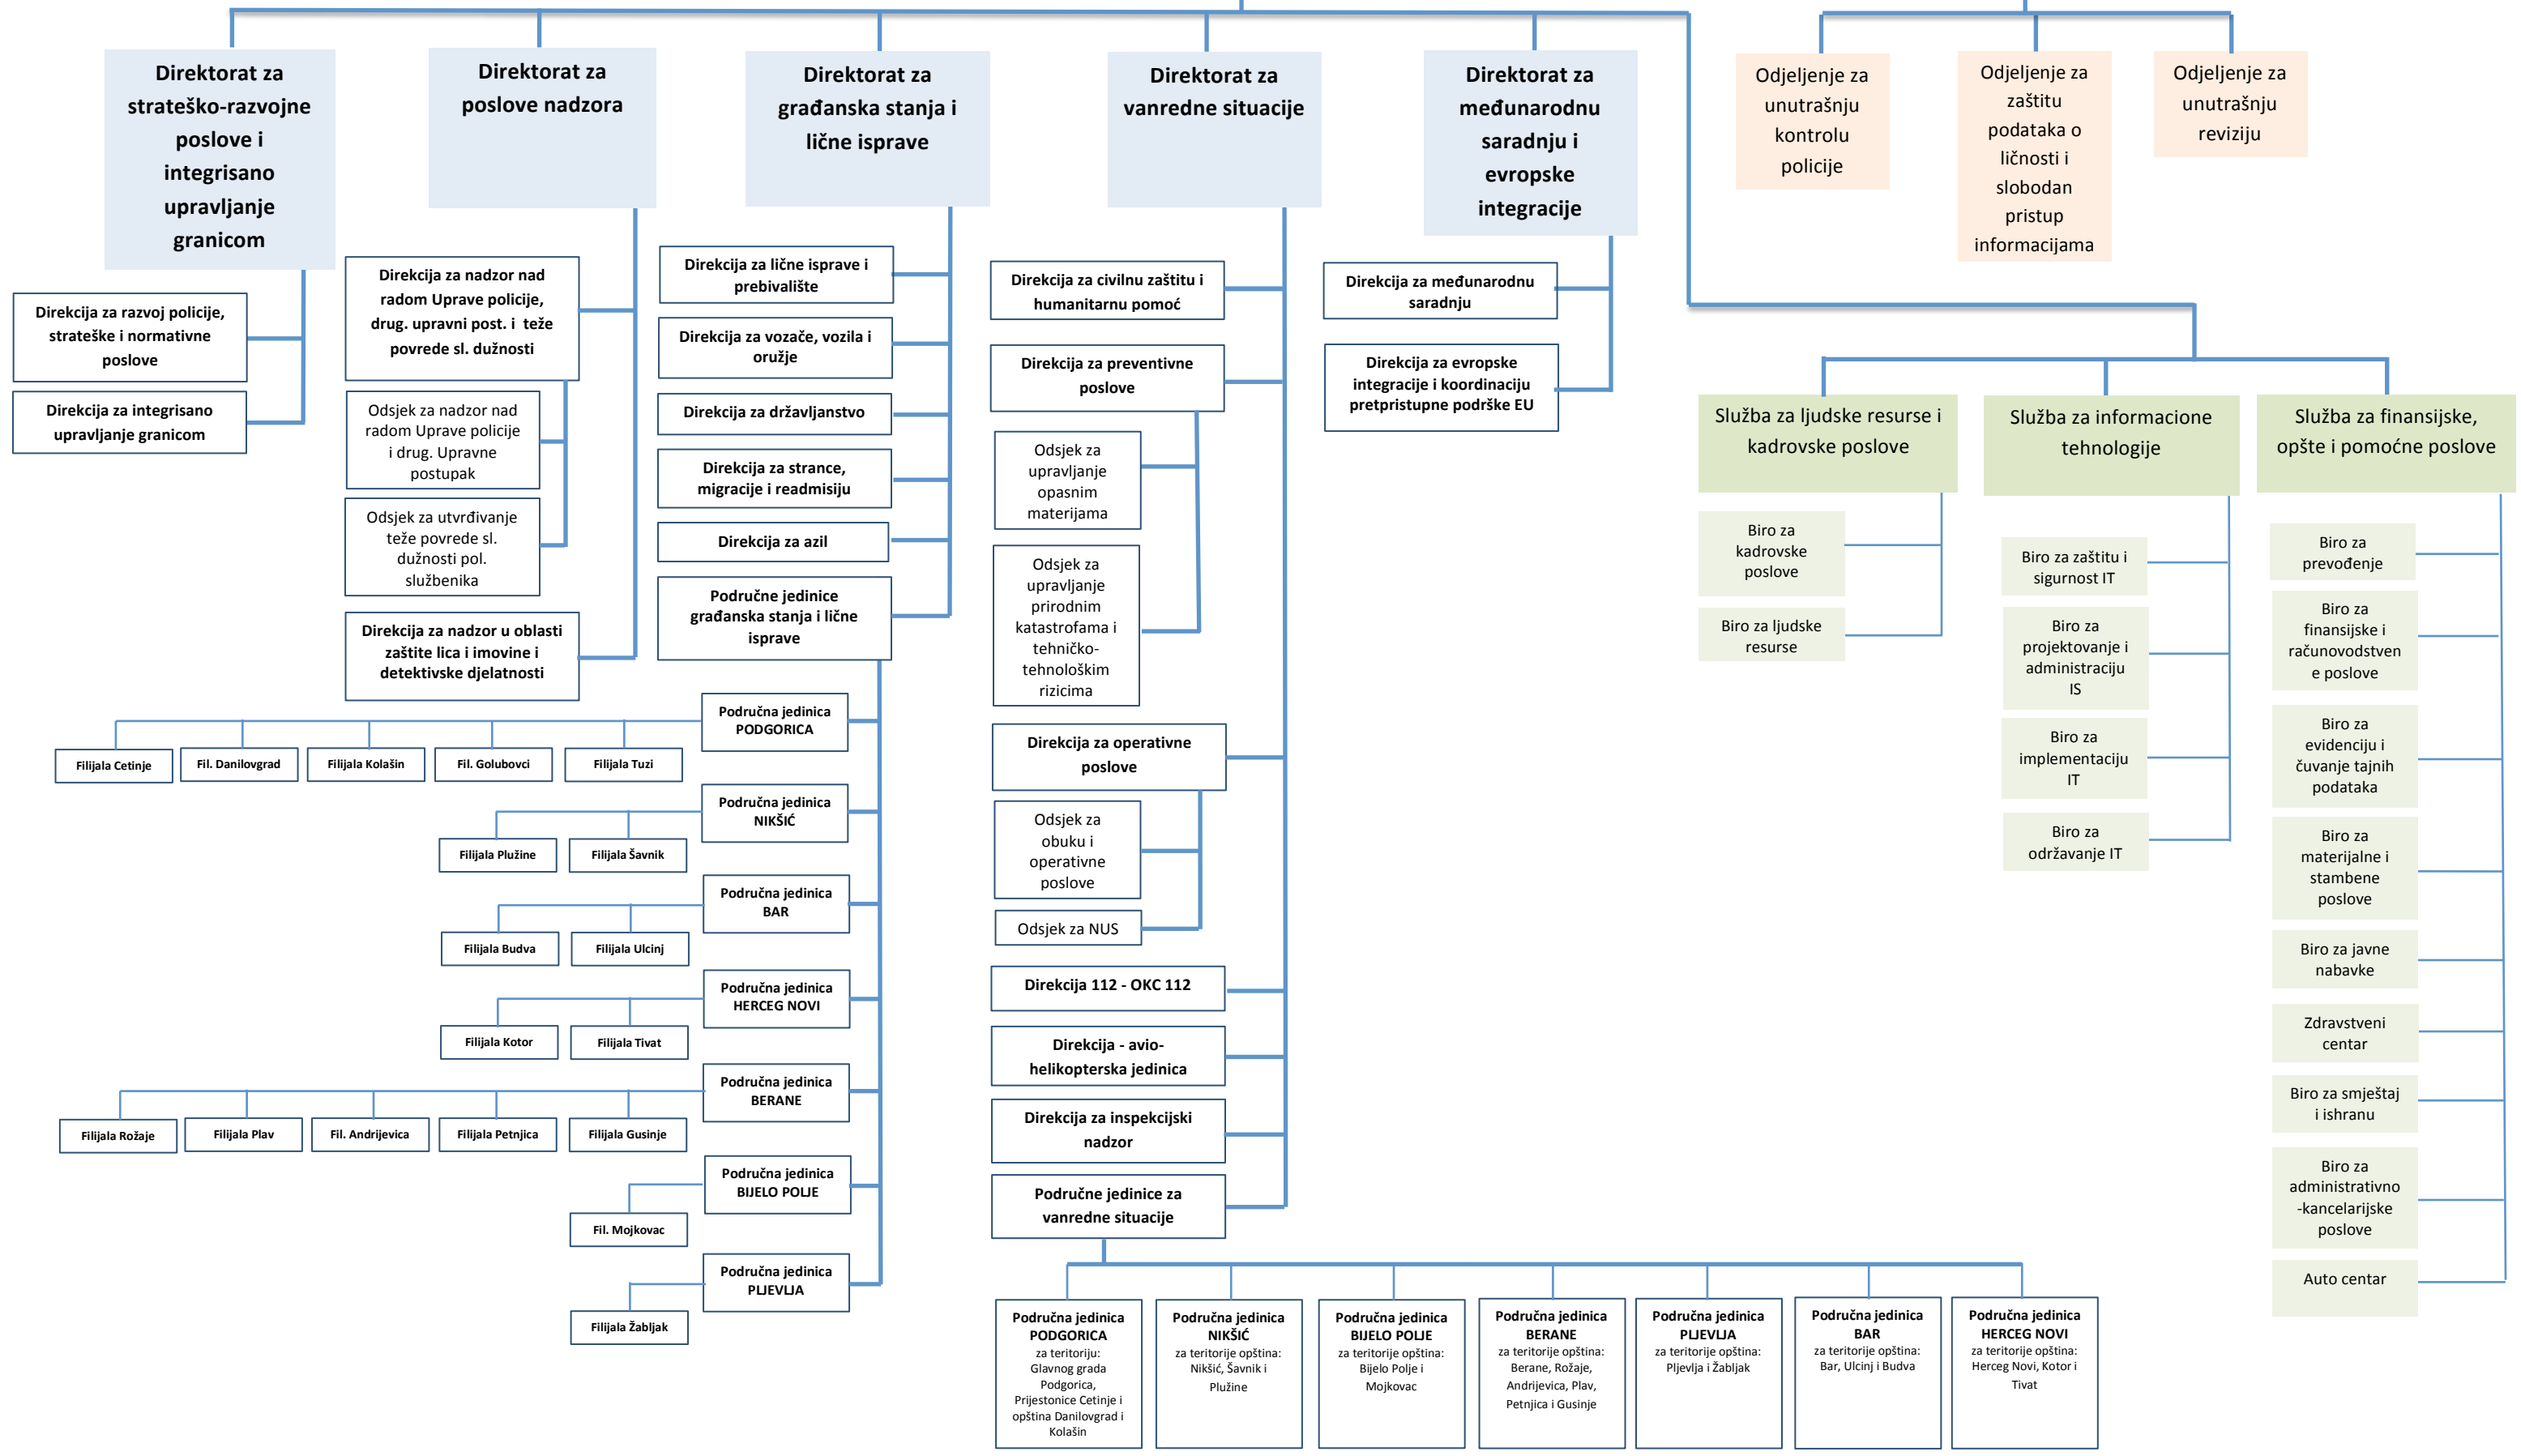 Direktorat za
strateško-razvojne
poslove i
integrisano
upravljanje
granicom
Direkcija za razvoj policije,
strateške i normativne
poslove
Direkcija za integrisano
upravljanje granicom
Direktorat za
poslove nadzora
Direkcija za nadzor nad
radom Uprave policije,
drug. upravni post. i teže
povrede sl. dužnosti
Odsjek za nadzor nad
radom Uprave policije
i drug. Upravne
postupak
Odsjek za utvrđivanje
teže povrede sl.
dužnosti pol.
službenika
Direkcija za nadzor u oblasti
zaštite lica i imovine i
detektivske djelatnosti
Direktorat za
građanska stanja i
lične isprave
Direkcija za lične isprave i
prebivalište
Direkcija za vozače, vozila i
oružje
Direkcija za državljanstvo
Direkcija za strance,
migracije i readmisiju
Direkcija za azil
Područne jedinice
građanska stanja i lične
isprave
Područna jedinica
PODGORICA
Filijala Cetinje
Fil. Danilovgrad
Filijala Kolašin
Fil. Golubovci
Filijala Tuzi
Područna jedinica
NIKŠIĆ
Filijala Plužine
Filijala Šavnik
Područna jedinica
BAR
Filijala Budva
Filijala Ulcinj
Područna jedinica
HERCEG NOVI
Filijala Kotor
Filijala Tivat
Područna jedinica
BERANE
Filijala Rožaje
Filijala Plav
Fil. Andrijevica
Filijala Petnjica
Filijala Gusinje
Područna jedinica
BIJELO POLJE
Fil. Mojkovac
Područna jedinica
PLJEVLJA
Filijala Žabljak
Direktorat za
vanredne situacije
Direkcija za civilnu zaštitu i
humanitarnu pomoć
Direkcija za preventivne
poslove
Odsjek za
upravljanje
opasnim
materijama
Odsjek za
upravljanje
prirodnim
katastrofama i
tehničko-
tehnološkim
rizicima
Direkcija za operativne
poslove
Odsjek za
obuku i
operativne
poslove
Odsjek za NUS
Direkcija 112 - OKC 112
Direkcija - avio-
helikopterska jedinica
Direkcija za inspekcijski
nadzor
Područne jedinice za
vanredne situacije
Područna jedinica
PODGORICA
za teritoriju:
Glavnog grada
Podgorica,
Prijestonice Cetinje i
opština Danilovgrad i
Kolašin
Područna jedinica
NIKŠIĆ
za teritorije opština:
Nikšić, Šavnik i
Plužine
Područna jedinica
BIJELO POLJE
za teritorije opština:
Bijelo Polje i
Mojkovac
Područna jedinica
BERANE
za teritorije opština:
Berane, Rožaje,
Andrijevica, Plav,
Petnjica i Gusinje
Područna jedinica
PLJEVLJA
za teritorije opština:
Pljevlja i Žabljak
Područna jedinica
BAR
za teritorije opština:
Bar, Ulcinj i Budva
Područna jedinica
HERCEG NOVI
za teritorije opština:
Herceg Novi, Kotor i
Tivat
Direktorat za
međunarodnu
saradnju i
evropske
integracije
Direkcija za međunarodnu
saradnju
Direkcija za evropske
integracije i koordinaciju
pretpristupne podrške EU
Odjeljenje za
unutrašnju
kontrolu
policije
Odjeljenje za
zaštitu
podataka o
ličnosti i
slobodan
pristup
informacijama
Odjeljenje za
unutrašnju
reviziju
Služba za ljudske resurse i
kadrovske poslove
Biro za
kadrovske
poslove
Biro za ljudske
resurse
Služba za informacione
tehnologije
Biro za zaštitu i
sigurnost IT
Biro za
projektovanje i
administraciju
IS
Biro za
implementaciju
IT
Biro za
održavanje IT
Služba za finansijske,
opšte i pomoćne poslove
Biro za
prevođenje
Biro za
finansijske i
računovodstven
e poslove
Biro za
evidenciju i
čuvanje tajnih
podataka
Biro za
materijalne i
stambene
poslove
Biro za javne
nabavke
Zdravstveni
centar
Biro za smještaj
i ishranu
Biro za
administrativno
-kancelarijske
poslove
Auto centar